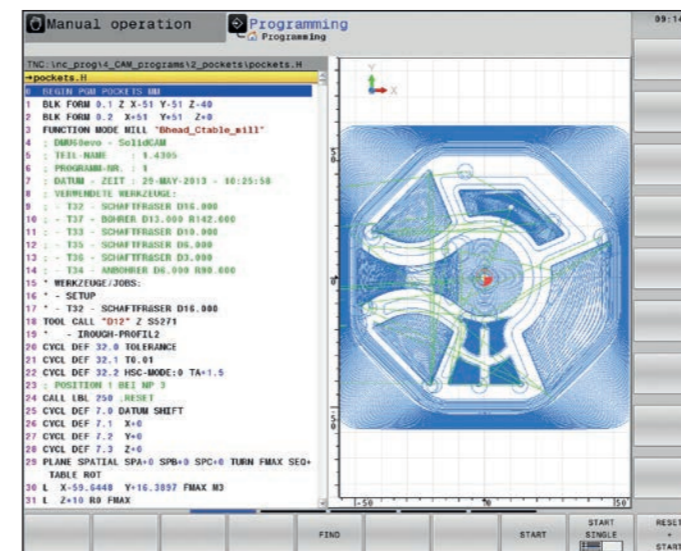 Manual operation
Programming
Programming
09:14
TNC:\nc_prog\4_CAM_programs\2_pockets\pockets.H
→pockets.H
0 BEGIN PGM POCKETS MM
1 BLK FORM 0.1 Z X-51 Y-51 Z-40
2 BLK FORM 0.2 X+51 Y+51 Z+0
3 FUNCTION MODE MILL "Bhead_Ctable_mill"
4 ; DMU60evo - SolidCAM
5 ; TEIL-NAME : 1.4305
6 ; PROGRAMM-NR. : 1
7 ; DATUM - ZEIT : 29-MAY-2013 - 10:25:58
8 ; VERWENDETE WERKZEUGE:
9 ; - T32 - SCHAFTFRäSER D16.000
10 ; - T37 - BOHRER D13.000 R142.000
11 ; - T33 - SCHAFTFRäSER D10.000
12 ; - T35 - SCHAFTFRäSER D6.000
13 ; - T36 - SCHAFTFRäSER D3.000
14 ; - T34 - ANBOHRER D6.000 R90.000
15 * WERKZEUGE/JOBS:
16 * - SETUP
17 * - T32 - SCHAFTFRäSER D16.000
18 TOOL CALL "D12" Z S5271
19 * - IROUGH-PROFIL2
20 CYCL DEF 32.0 TOLERANCE
21 CYCL DEF 32.1 T0.01
22 CYCL DEF 32.2 HSC-MODE:0 TA+1.5
23 ; POSITION 1 BEI NP 3
24 CALL LBL 250 ;RESET
25 CYCL DEF 7.0 DATUM SHIFT
26 CYCL DEF 7.1 X+0
27 CYCL DEF 7.2 Y+0
28 CYCL DEF 7.3 Z+0
29 PLANE SPATIAL SPA+0 SPB+0 SPC+0 TURN FMAX SEQ+
TABLE ROT
30 L X-59.6448 Y+16.3897 FMAX M3
31 L Z+10 R0 FMAX
Y
X
50
0
-50
-50
0
50
FIND
START
START
SINGLE
RESET
+
START